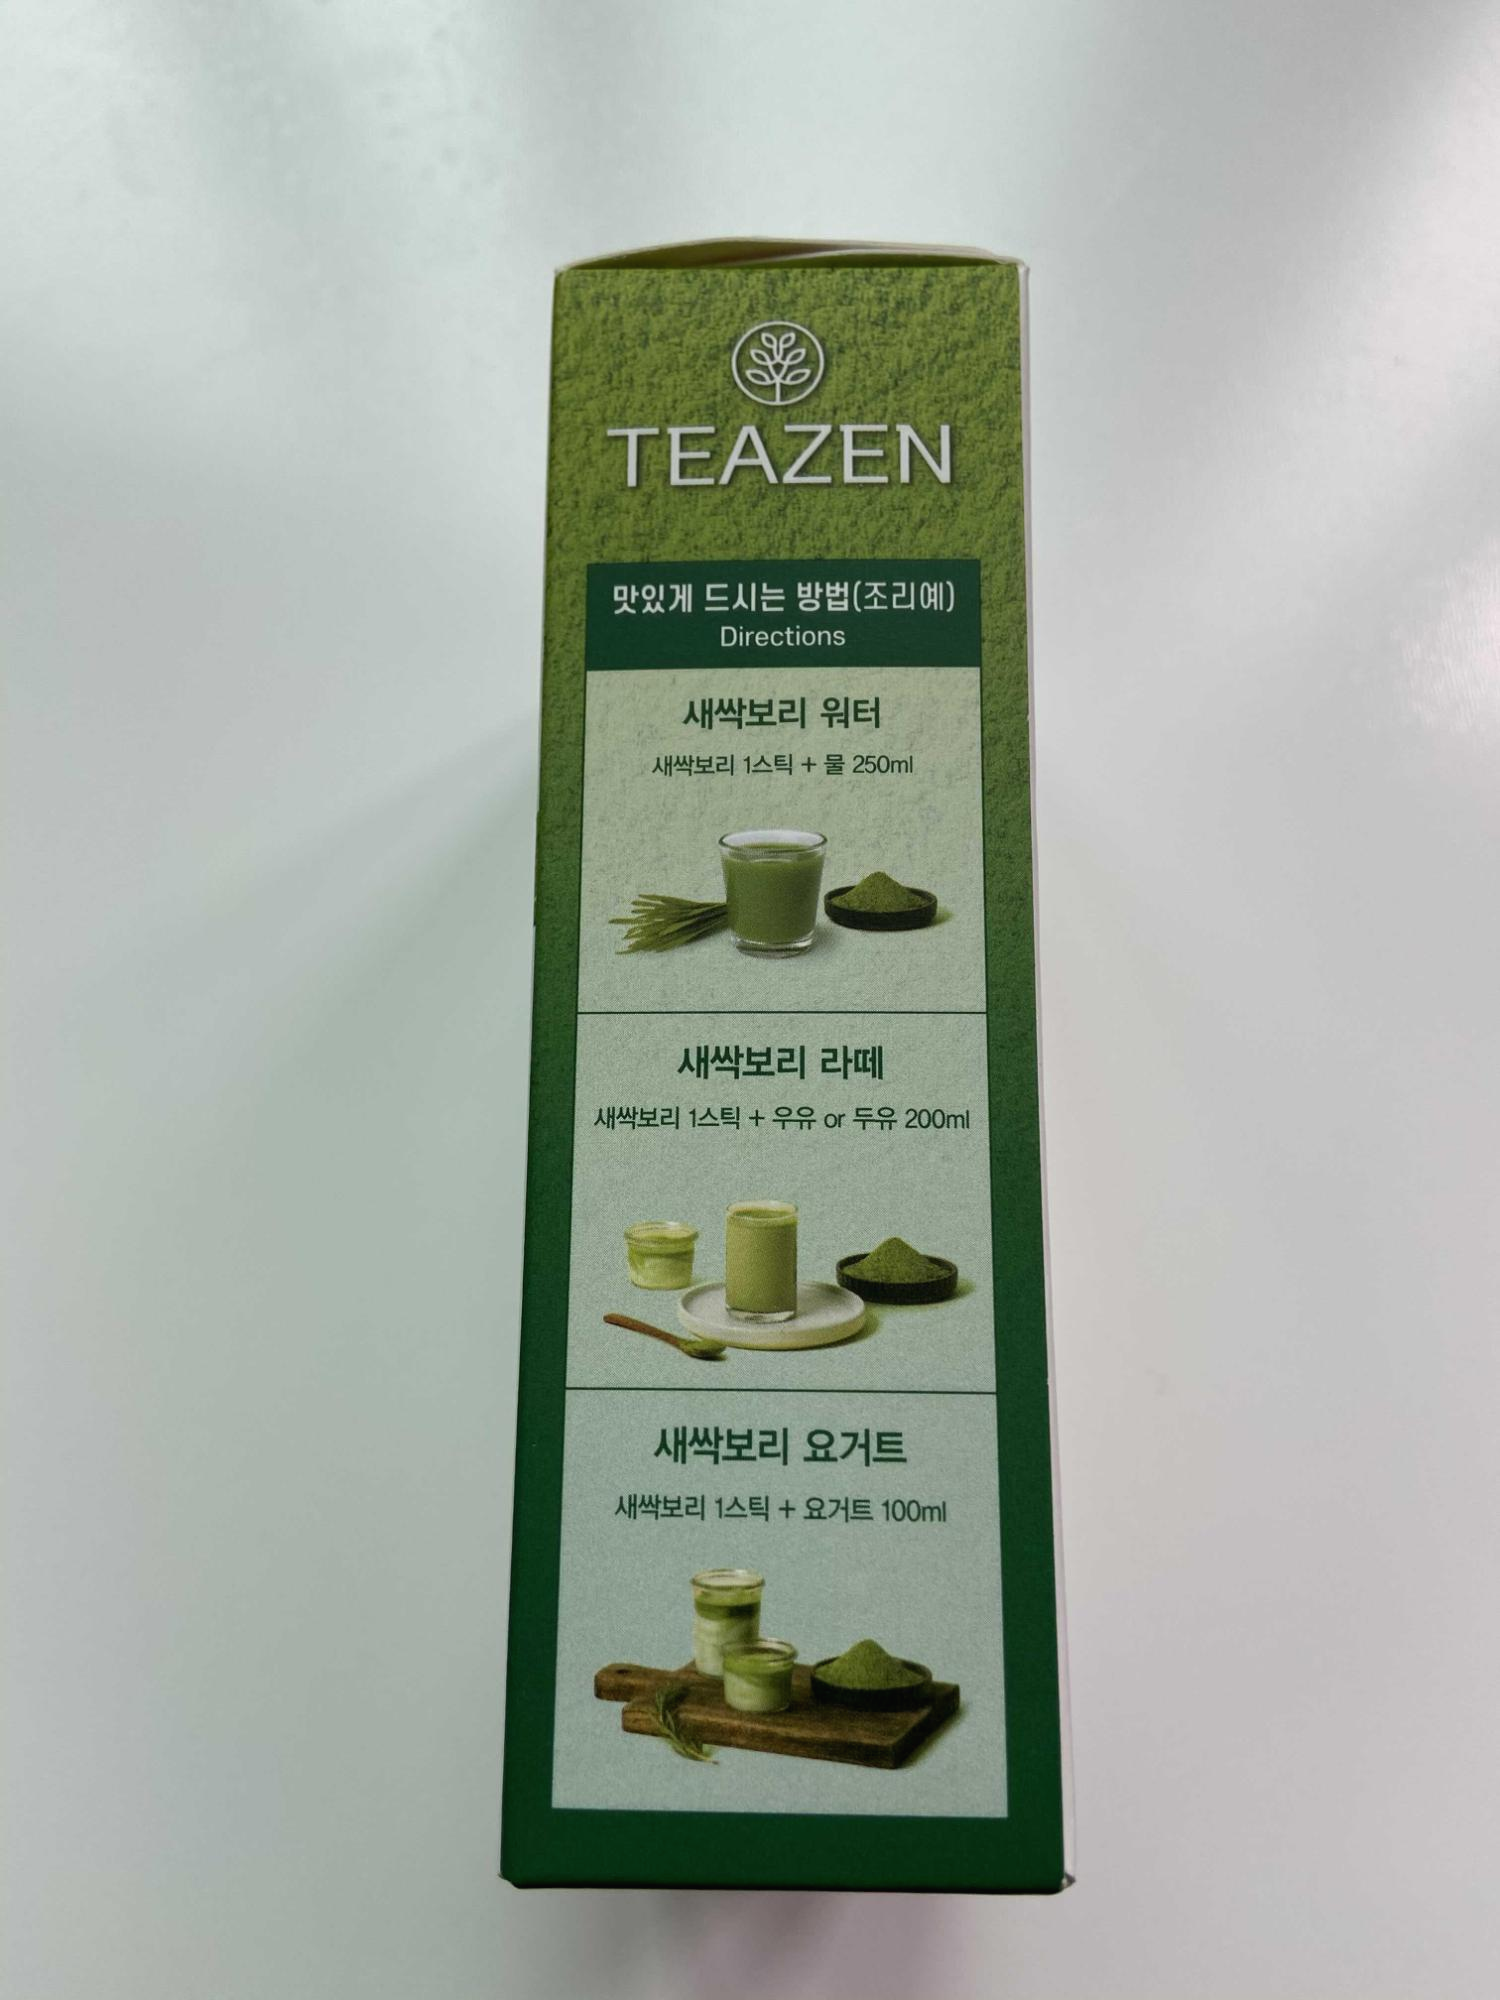 TEAZEN
맛있게 드시는 방법(조리예)
Directions
새싹보리 워터
새싹보리 1스틱 + 물 250ml
새싹보리 라떼
새싹보리 1스틱 + 우유 or 두유 200ml
새싹보리 요거트
새싹보리 1스틱 + 요거트 100ml